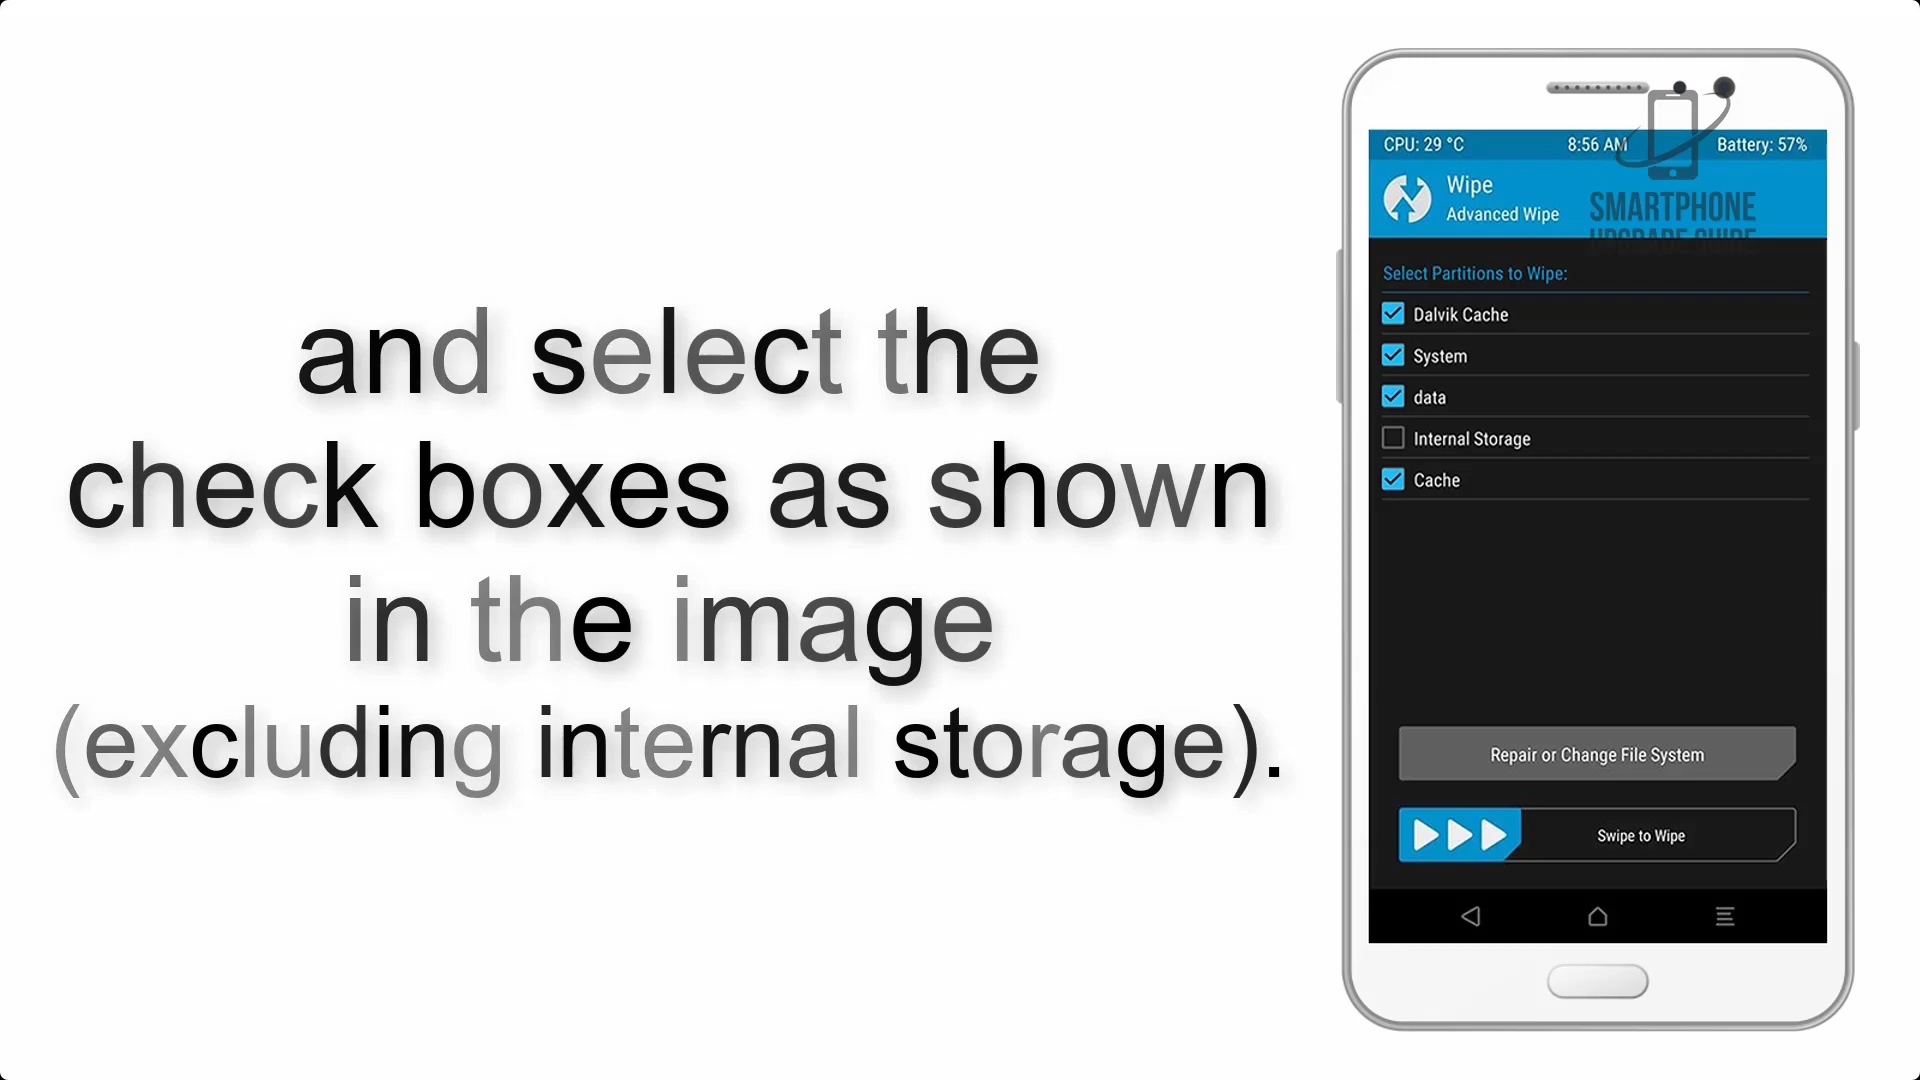 and select the
check boxes as shown
in the image
(excluding internal storage).
CPU: 29 °C 8:56 AM Battery: 57%
Wipe
Advanced Wipe
SMARTPHONE
UPGRADE GUIDE
Select Partitions to Wipe:
Dalvik Cache
System
data
Internal Storage
Cache
Repair or Change File System
Swipe to Wipe